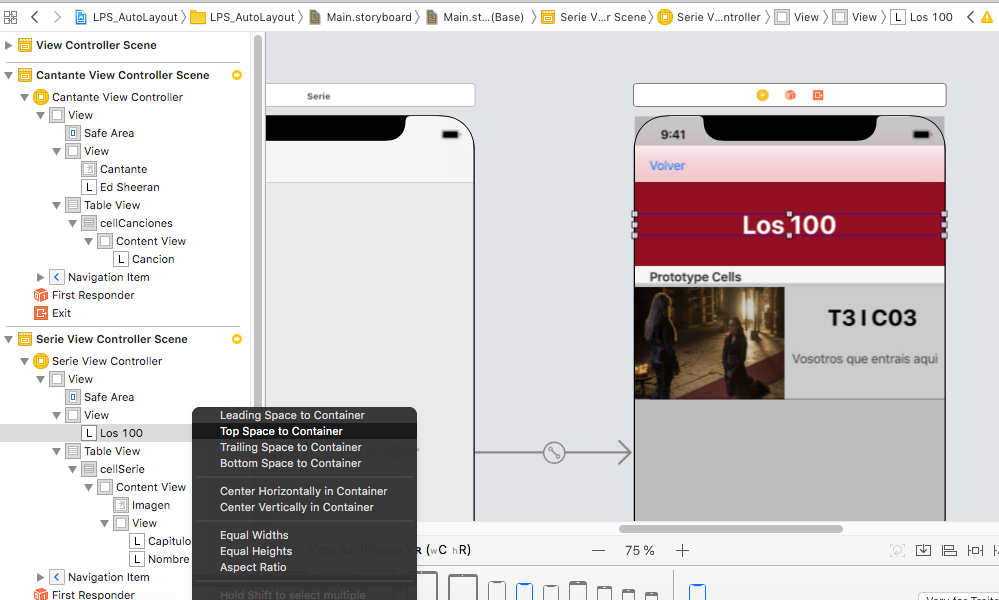 LPS_AutoLayout LPS_AutoLayout Main.storyboard Main.st...(Base) Serie V...r Scene Serie V...ntroller View View L Los 100
View Controller Scene
Cantante View Controller Scene
Cantante View Controller
View
Safe Area
View
Cantante
L Ed Sheeran
Table View
cellCanciones
Content View
L Cancion
Navigation Item
First Responder
Exit
Serie View Controller Scene
Serie View Controller
View
Safe Area
View
L Los 100
Table View
cellSerie
Content View
Imagen
View
L Capitulo
L Nombre
Navigation Item
First Responder
Leading Space to Container
Top Space to Container
Trailing Space to Container
Bottom Space to Container
Center Horizontally in Container
Center Vertically in Container
Equal Widths
Equal Heights
Aspect Ratio
Hold Shift to select multiple
Serie
9:41
Volver
Los 100
Prototype Cells
T3 | C03
Vosotros que entrais aqui
View as: iPhone XR (wC hR)
75 %
Vary for Traits